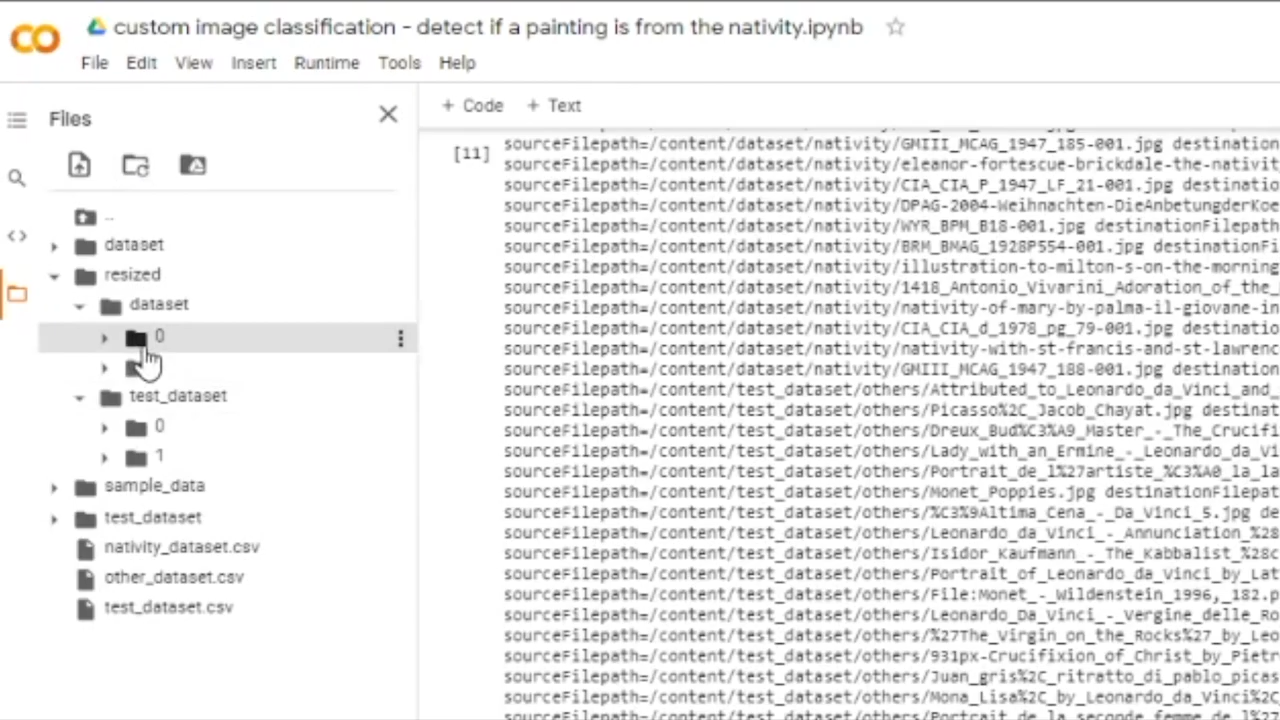 custom image classification - detect if a painting is from the nativity.ipynb
File Edit View Insert Runtime Tools Help
Files
+ Code + Text
..
dataset
resized
dataset
0
test_dataset
0
1
sample_data
test_dataset
nativity_dataset.csv
other_dataset.csv
test_dataset.csv
[11]
sourceFilepath=/content/dataset/nativity/GMIII_MCAG_1947_185-001.jpg destination
sourceFilepath=/content/dataset/nativity/eleanor-fortescue-brickdale-the-nativit
sourceFilepath=/content/dataset/nativity/CIA_CIA_P_1947_LF_21-001.jpg destinatio
sourceFilepath=/content/dataset/nativity/DPAG-2004-Weihnachten-DieAnbetungderKoe
sourceFilepath=/content/dataset/nativity/WYR_BPM_B18-001.jpg destinationFilepath
sourceFilepath=/content/dataset/nativity/BRM_BMAG_1928P554-001.jpg destinationFi
sourceFilepath=/content/dataset/nativity/illustration-to-milton-s-on-the-morning
sourceFilepath=/content/dataset/nativity/1418_Antonio_Vivarini_Adoration_of_the_
sourceFilepath=/content/dataset/nativity/nativity-of-mary-by-palma-il-giovane-in
sourceFilepath=/content/dataset/nativity/CIA_CIA_d_1978_pg_79-001.jpg destinatio
sourceFilepath=/content/dataset/nativity/nativity-with-st-francis-and-st-lawrenc
sourceFilepath=/content/dataset/nativity/GMIII_MCAG_1947_188-001.jpg destination
sourceFilepath=/content/test_dataset/others/Attributed_to_Leonardo_da_Vinci_and_
sourceFilepath=/content/test_dataset/others/Picasso%2C_Jacob_Chayat.jpg destinat
sourceFilepath=/content/test_dataset/others/Dreux_Bud%C3%A9_Master_-_The_Crucifi
sourceFilepath=/content/test_dataset/others/Lady_with_an_Ermine_-_Leonardo_da_Vi
sourceFilepath=/content/test_dataset/others/Portrait_de_l%27artiste_%C3%A0_la_la
sourceFilepath=/content/test_dataset/others/Monet_Poppies.jpg destinationFilepat
sourceFilepath=/content/test_dataset/others/%C3%9Altima_Cena_-_Da_Vinci_5.jpg de
sourceFilepath=/content/test_dataset/others/Leonardo_da_Vinci_-_Annunciation_%28
sourceFilepath=/content/test_dataset/others/Isidor_Kaufmann_-_The_Kabbalist_%28c
sourceFilepath=/content/test_dataset/others/Portrait_of_Leonardo_da_Vinci_by_Lat
sourceFilepath=/content/test_dataset/others/File:Monet_-_Wildenstein_1996,_182.p
sourceFilepath=/content/test_dataset/others/Leonardo_Da_Vinci_-_Vergine_delle_Ro
sourceFilepath=/content/test_dataset/others/%27The_Virgin_on_the_Rocks%27_by_Leo
sourceFilepath=/content/test_dataset/others/931px-Crucifixion_of_Christ_by_Pietr
sourceFilepath=/content/test_dataset/others/Juan_gris%2C_ritratto_di_pablo_picas
sourceFilepath=/content/test_dataset/others/Mona_Lisa%2C_by_Leonardo_da_Vinci%2C